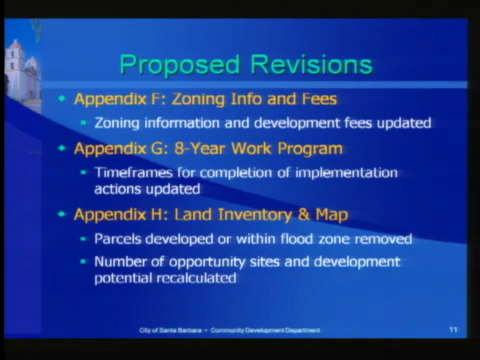 Proposed Revisions
Appendix F: Zoning Info and Fees
Zoning information and development fees updated
Appendix G: 8-Year Work Program
Timeframes for completion of implementation
actions updated
Appendix H: Land Inventory & Map
Parcels developed or within flood zone removed
Number of opportunity sites and development
potential recalculated
City of Santa Barbara • Community Development Department
11